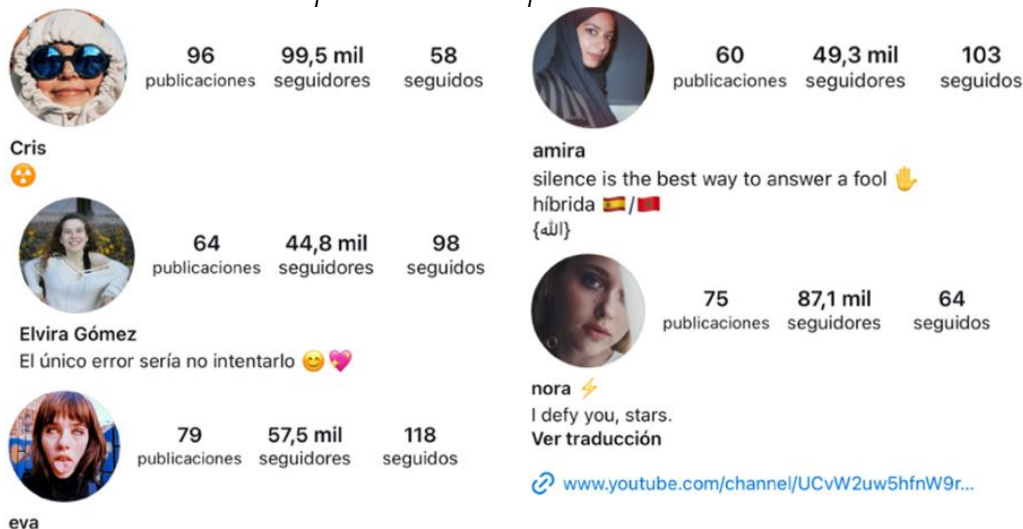 96 99,5 mil 58
publicaciones seguidores seguidos
Cris
☢️
64 44,8 mil 98
publicaciones seguidores seguidos
Elvira Gómez
El único error sería no intentarlo 😊💖
79 57,5 mil 118
publicaciones seguidores seguidos
eva
60 49,3 mil 103
publicaciones seguidores seguidos
amira
silence is the best way to answer a fool ✋
híbrida 🇪🇸/🇲🇦
{الله}
75 87,1 mil 64
publicaciones seguidores seguidos
nora ⚡
I defy you, stars.
Ver traducción
www.youtube.com/channel/UCvW2uw5hfnW9r...